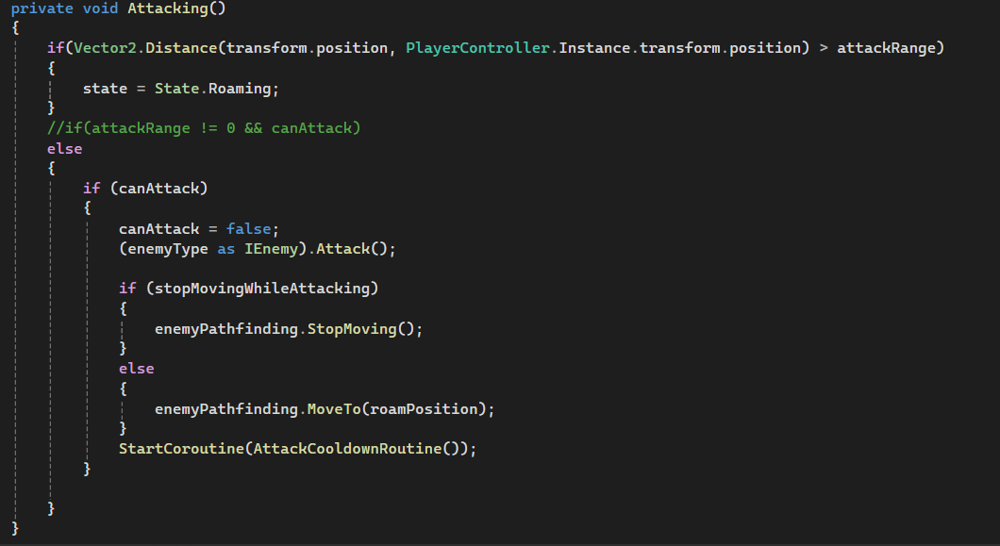 private void Attacking()
{
    if(Vector2.Distance(transform.position, PlayerController.Instance.transform.position) > attackRange)
    {
        state = State.Roaming;
    }
    //if(attackRange != 0 && canAttack)
    else
    {
        if (canAttack)
        {
            canAttack = false;
            (enemyType as IEnemy).Attack();

            if (stopMovingWhileAttacking)
            {
                enemyPathfinding.StopMoving();
            }
            else
            {
                enemyPathfinding.MoveTo(roamPosition);
            }
            StartCoroutine(AttackCooldownRoutine());
        }

    }
}